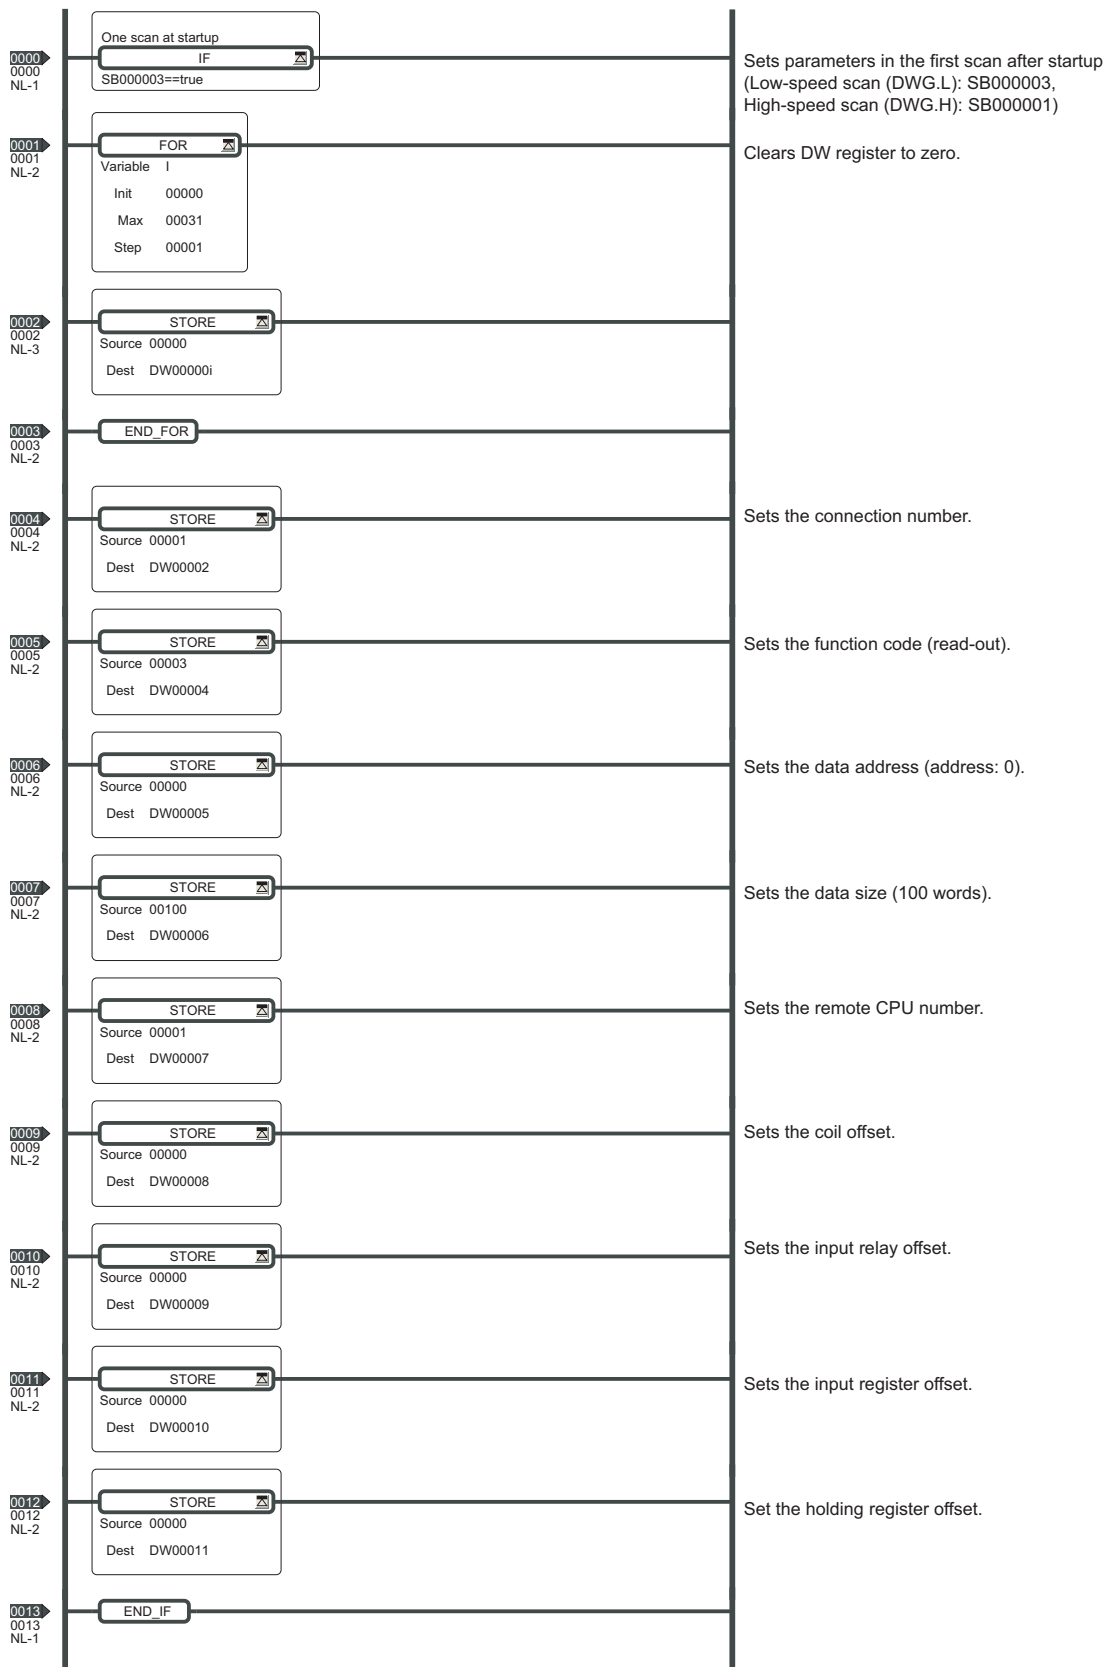 One scan at startup
0000 IF
0000
NL-1
SB000003==true
Sets parameters in the first scan after startup
(Low-speed scan (DWG.L): SB000003,
High-speed scan (DWG.H): SB000001)
0001 FOR
0001
NL-2
Variable I
Init 00000
Max 00031
Step 00001
Clears DW register to zero.
0002 STORE
0002
NL-3
Source 00000
Dest DW00000i
0003 END_FOR
0003
NL-2
0004 STORE
0004
NL-2
Source 00001
Dest DW00002
Sets the connection number.
0005 STORE
0005
NL-2
Source 00003
Dest DW00004
Sets the function code (read-out).
0006 STORE
0006
NL-2
Source 00000
Dest DW00005
Sets the data address (address: 0).
0007 STORE
0007
NL-2
Source 00100
Dest DW00006
Sets the data size (100 words).
0008 STORE
0008
NL-2
Source 00001
Dest DW00007
Sets the remote CPU number.
0009 STORE
0009
NL-2
Source 00000
Dest DW00008
Sets the coil offset.
0010 STORE
0010
NL-2
Source 00000
Dest DW00009
Sets the input relay offset.
0011 STORE
0011
NL-2
Source 00000
Dest DW00010
Sets the input register offset.
0012 STORE
0012
NL-2
Source 00000
Dest DW00011
Set the holding register offset.
0013 END_IF
0013
NL-1